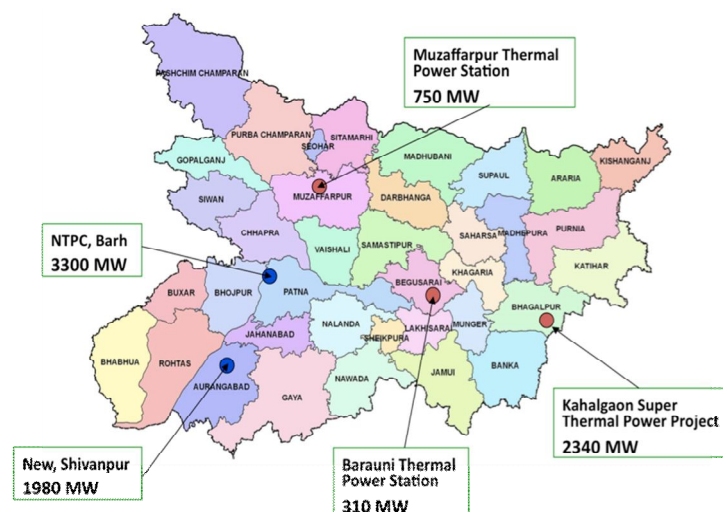 Muzaffarpur Thermal
Power Station
750 MW
PASHCHIM CHAMPARAN
PURBA CHAMPARAN
SITAMARHI
SEOHAR
GOPALGANJ
MADHUBANI
KISHANGANJ
SUPAUL
ARARIA
SIWAN
MUZAFFARPUR
DARBHANGA
CHHAPRA
SAHARSA
MADHEPURA
PURNIA
NTPC, Barh
3300 MW
VAISHALI
SAMASTIPUR
KATIHAR
BEGUSARAI
KHAGARIA
BUXAR
BHOJPUR
PATNA
BHAGALPUR
NALANDA
LAKHISARAI
MUNGER
JAHANABAD
SHEIKPURA
BHABHUA
ROHTAS
BANKA
JAMUI
AURANGABAD
GAYA
NAWADA
Kahalgaon Super
Thermal Power Project
2340 MW
New, Shivanpur
1980 MW
Barauni Thermal
Power Station
310 MW